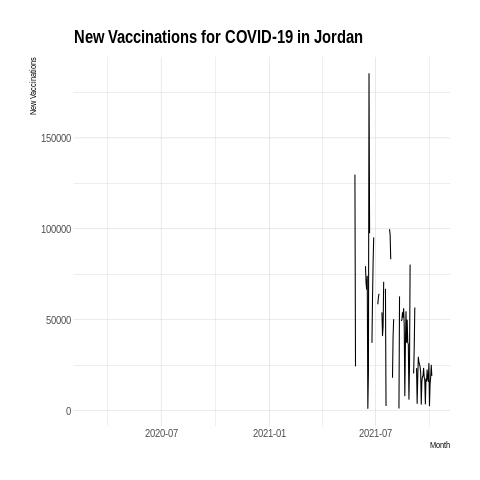 New Vaccinations for COVID-19 in Jordan
New Vaccinations
150000
100000
50000
0
2020-07
2021-01
2021-07
Month